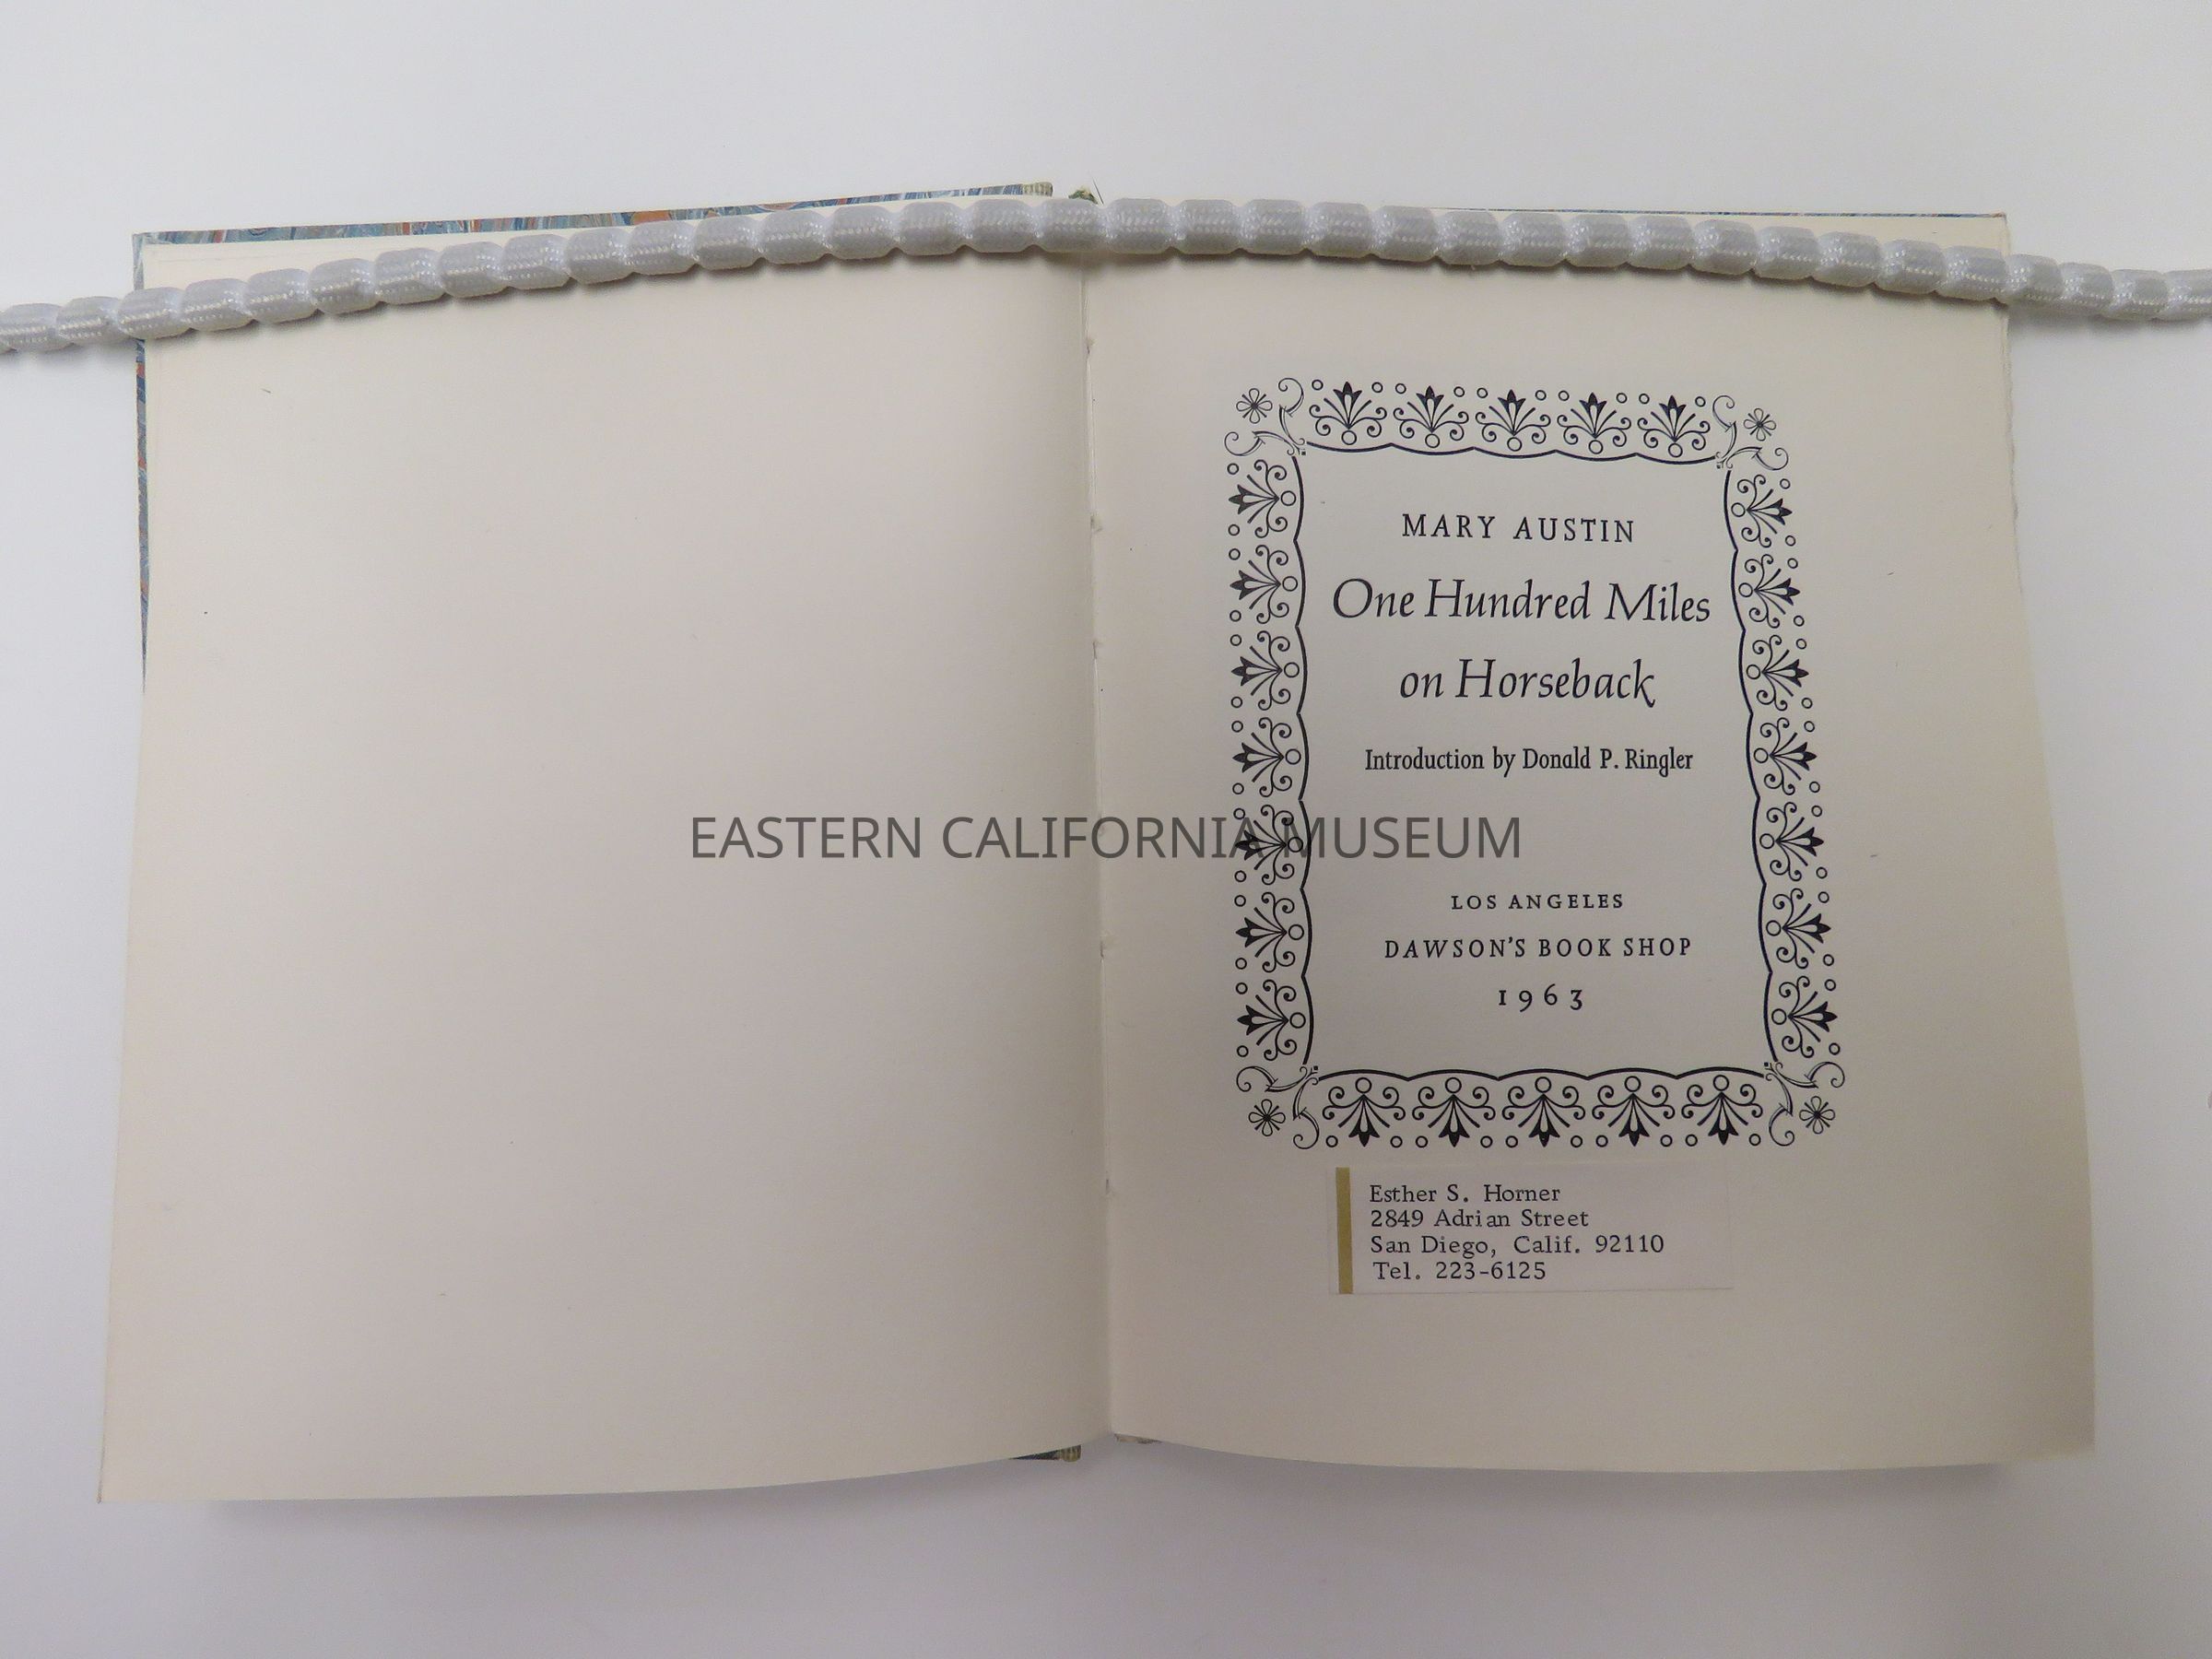 MARY AUSTIN
One Hundred Miles
on Horseback
Introduction by Donald P. Ringler
EASTERN CALIFORNIA MUSEUM
LOS ANGELES
DAWSON'S BOOK SHOP
1963
Esther S. Horner
2849 Adrian Street
San Diego, Calif. 92110
Tel. 223-6125